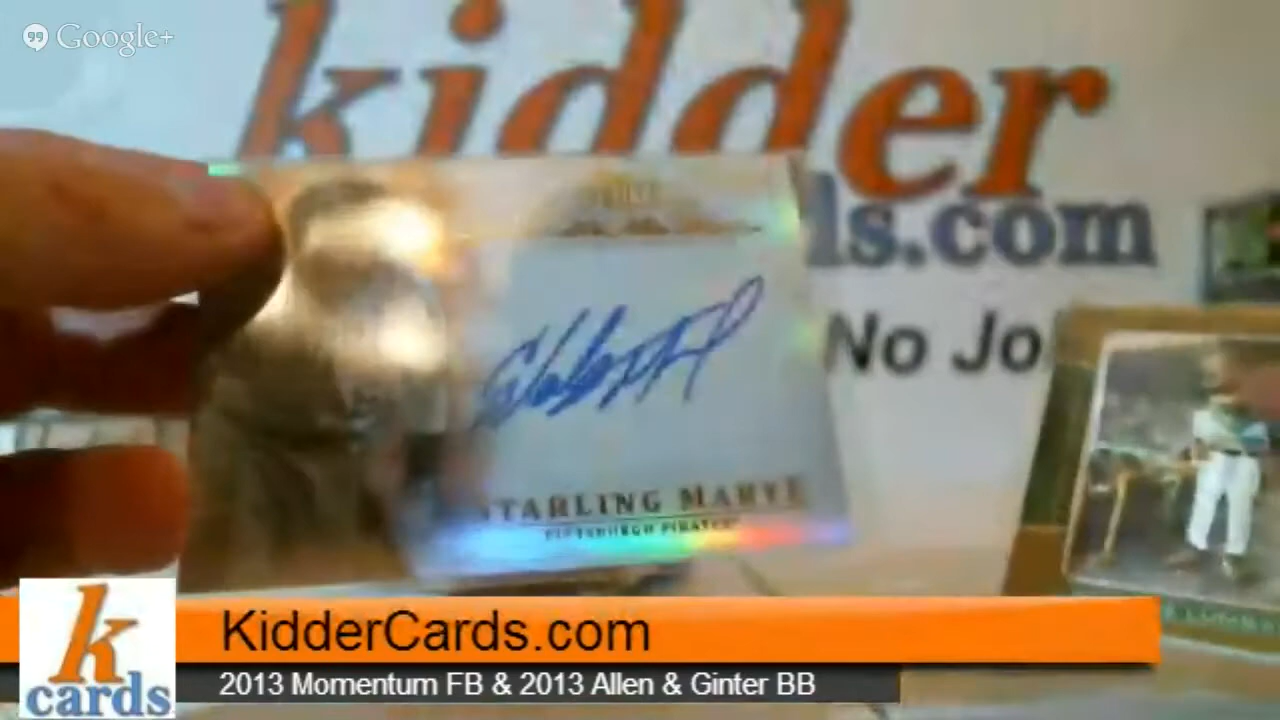 Google+
kidder
ls.com
No Jo
STARLING MARTE
PITTSBURGH PIRATES
KidderCards.com
k
cards
2013 Momentum FB & 2013 Allen & Ginter BB